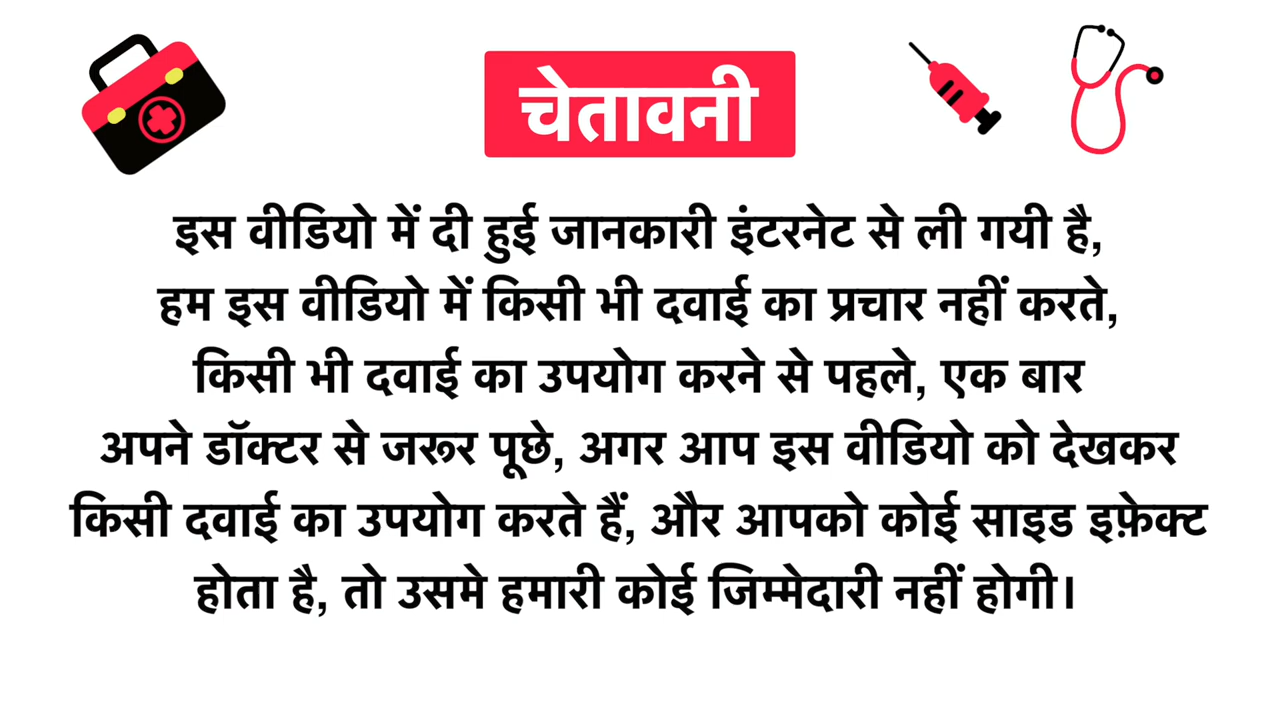 चेतावनी
इस वीडियो में दी हुई जानकारी इंटरनेट से ली गयी है,
हम इस वीडियो में किसी भी दवाई का प्रचार नहीं करते,
किसी भी दवाई का उपयोग करने से पहले, एक बार
अपने डॉक्टर से जरूर पूछे, अगर आप इस वीडियो को देखकर
किसी दवाई का उपयोग करते हैं, और आपको कोई साइड इफ़ेक्ट
होता है, तो उसमे हमारी कोई जिम्मेदारी नहीं होगी।